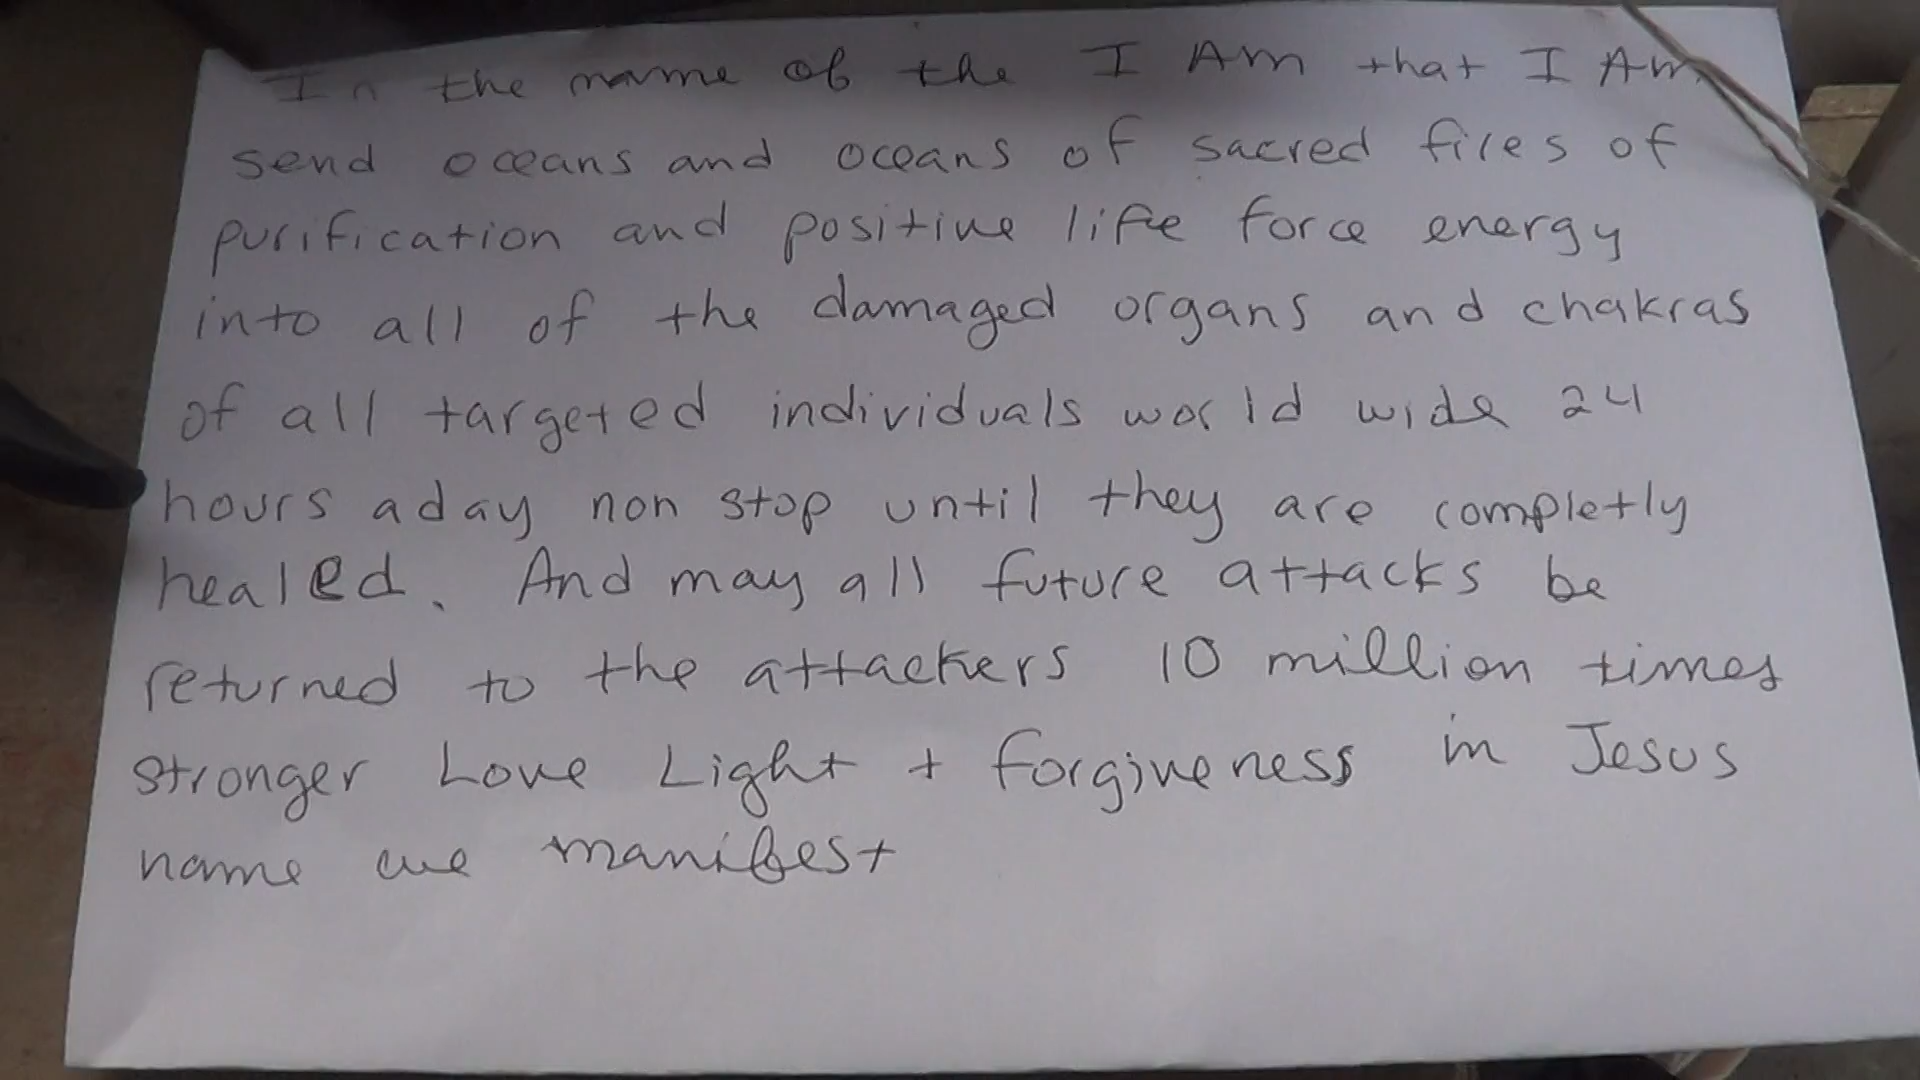 In the name of the I AM that I AM
send oceans and oceans of sacred fires of
purification and positive life force energy
into all of the damaged organs and chakras
of all targeted individuals world wide 24
hours a day non stop until they are completly
healed. And may all future attacks be
returned to the attackers 10 million times
stronger Love Light + forgiveness in Jesus
name we manifest